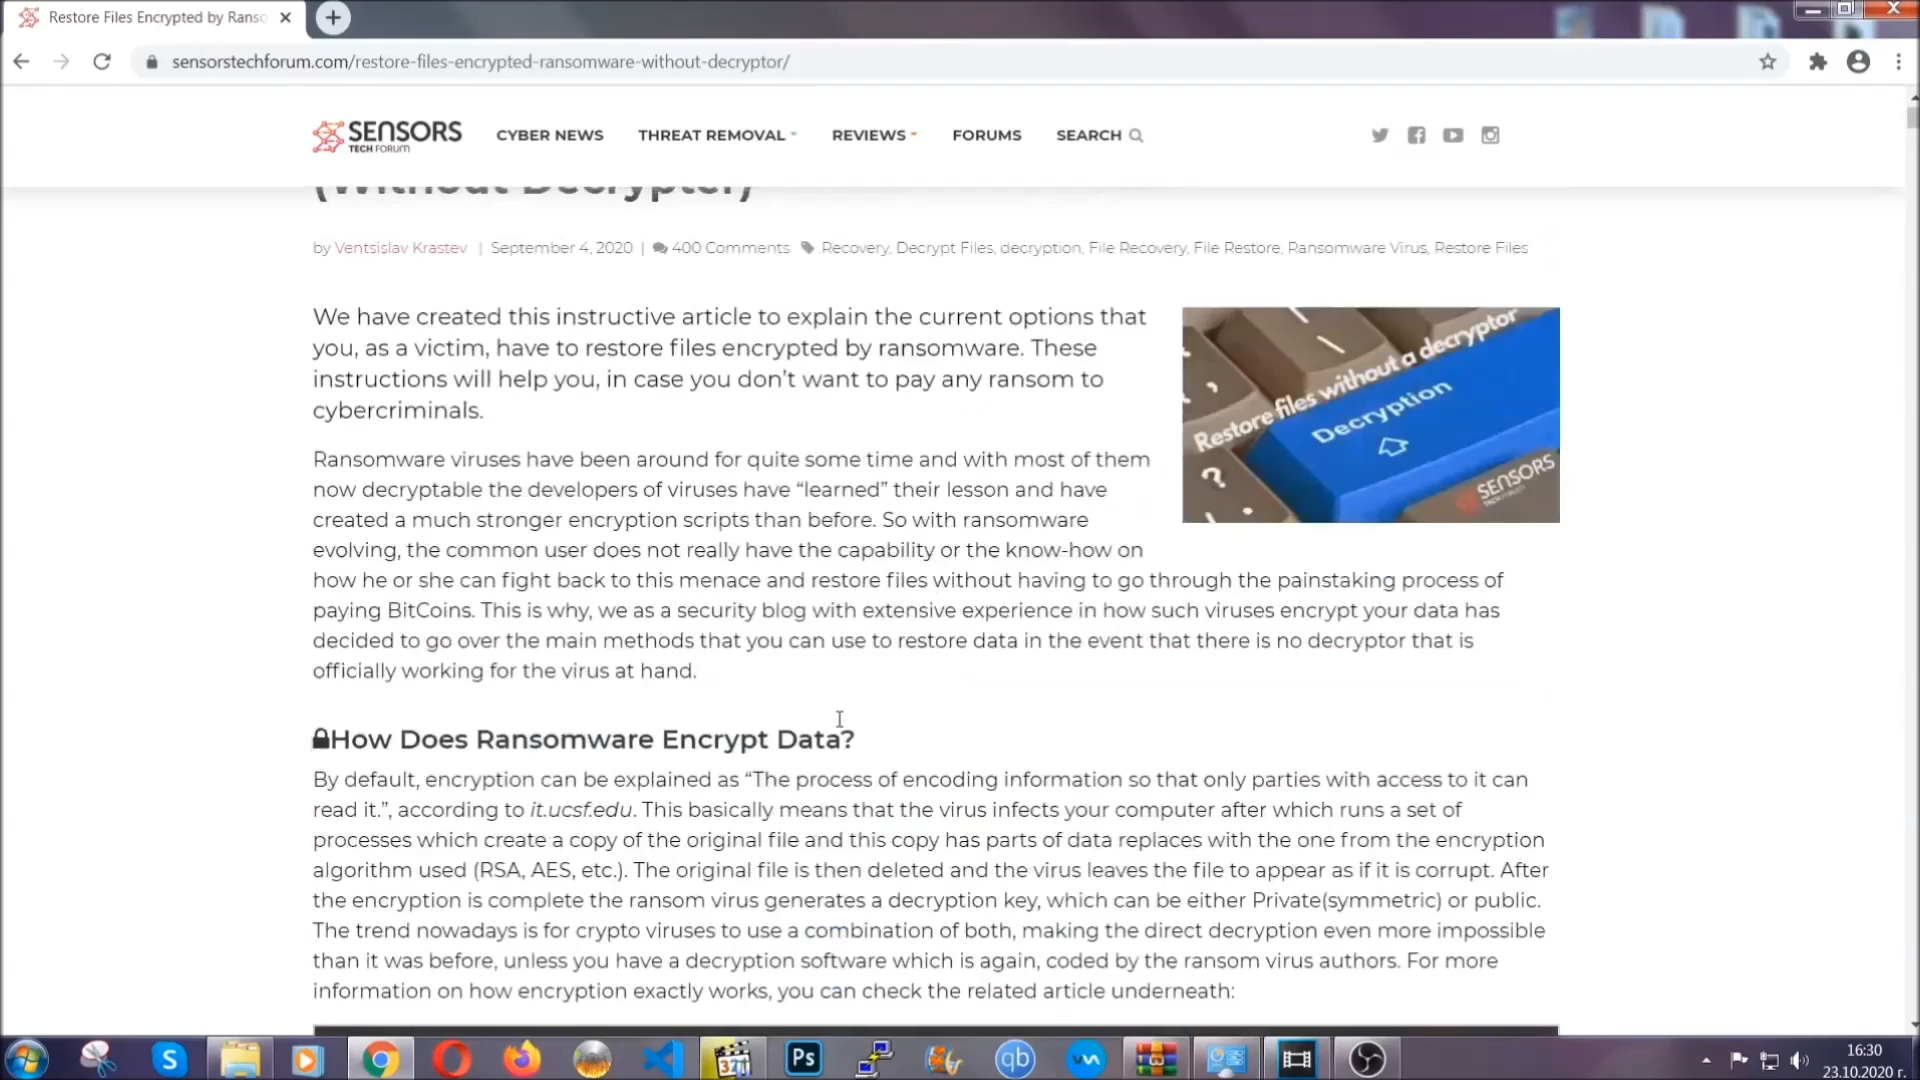 Restore Files Encrypted by Ranso
sensorstechforum.com/restore-files-encrypted-ransomware-without-decryptor/
SENSORS
TECH FORUM
CYBER NEWS THREAT REMOVAL REVIEWS FORUMS SEARCH
(Without Decrypter)
by Ventsislav Krastev | September 4, 2020 | 400 Comments Recovery, Decrypt Files, decryption, File Recovery, File Restore, Ransomware Virus, Restore Files
We have created this instructive article to explain the current options that
you, as a victim, have to restore files encrypted by ransomware. These
instructions will help you, in case you don't want to pay any ransom to
cybercriminals.
Restore files without a decryptor
Decryption
SENSORS
Ransomware viruses have been around for quite some time and with most of them
now decryptable the developers of viruses have “learned” their lesson and have
created a much stronger encryption scripts than before. So with ransomware
evolving, the common user does not really have the capability or the know-how on
how he or she can fight back to this menace and restore files without having to go through the painstaking process of
paying BitCoins. This is why, we as a security blog with extensive experience in how such viruses encrypt your data has
decided to go over the main methods that you can use to restore data in the event that there is no decryptor that is
officially working for the virus at hand.
How Does Ransomware Encrypt Data?
By default, encryption can be explained as “The process of encoding information so that only parties with access to it can
read it.”, according to it.ucsf.edu. This basically means that the virus infects your computer after which runs a set of
processes which create a copy of the original file and this copy has parts of data replaces with the one from the encryption
algorithm used (RSA, AES, etc.). The original file is then deleted and the virus leaves the file to appear as if it is corrupt. After
the encryption is complete the ransom virus generates a decryption key, which can be either Private(symmetric) or public.
The trend nowadays is for crypto viruses to use a combination of both, making the direct decryption even more impossible
than it was before, unless you have a decryption software which is again, coded by the ransom virus authors. For more
information on how encryption exactly works, you can check the related article underneath:
Ps
qb
16:30
23.10.2020 г.